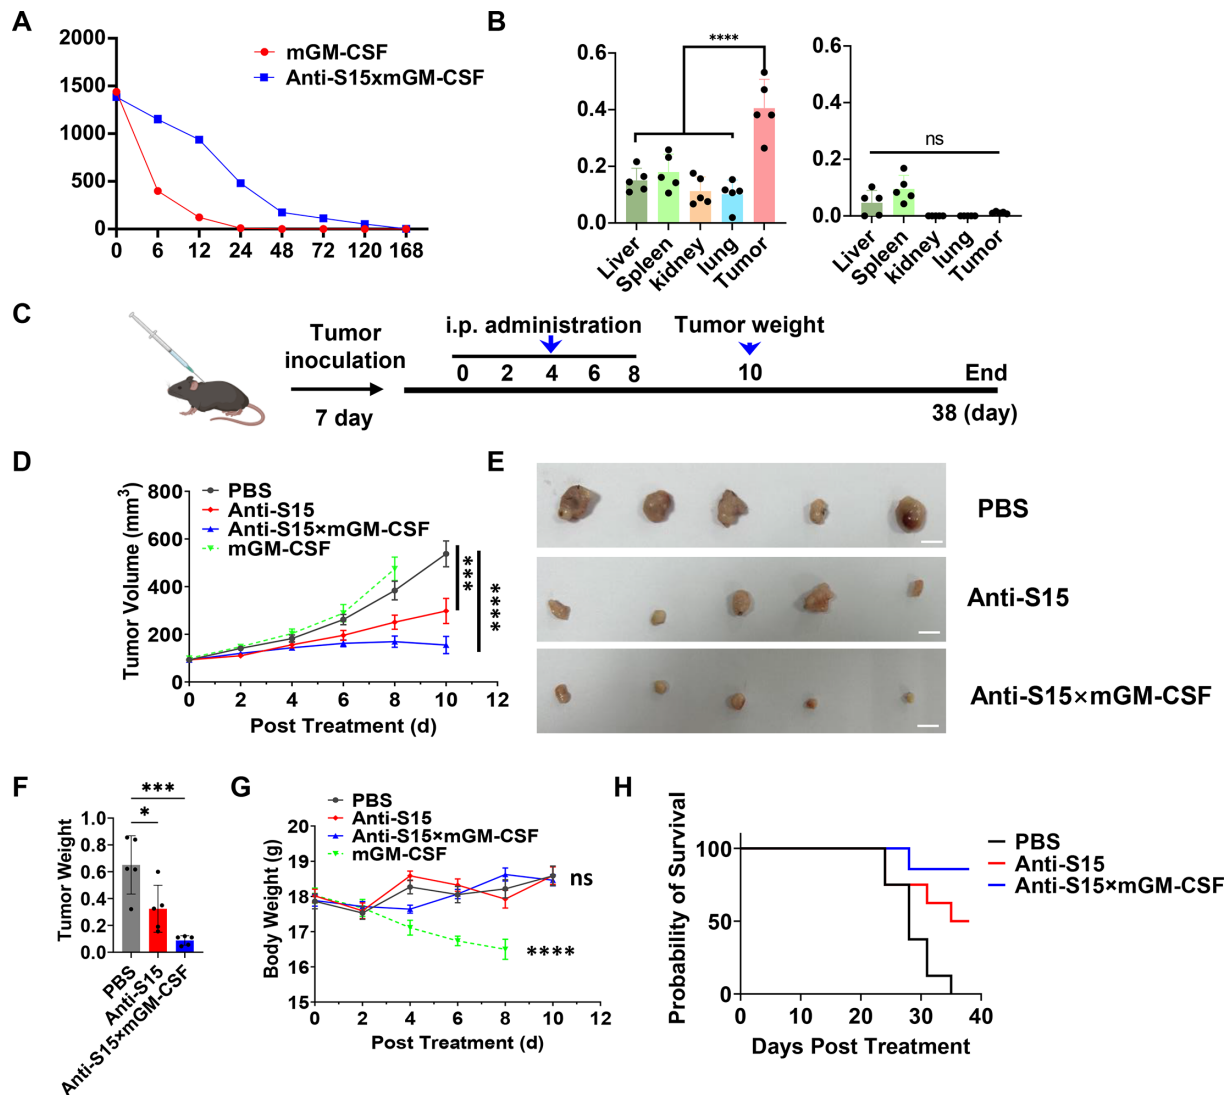 A
2000
1500
1000
500
0
0 6 12 24 48 72 120 168
mGM-CSF
Anti-S15xmGM-CSF
B
0.6
0.4
0.2
0.0
****
Liver
Spleen
kidney
lung
Tumor
0.6
0.4
0.2
0.0
ns
Liver
Spleen
kidney
lung
Tumor
C
Tumor
inoculation
7 day
i.p. administration
0 2 4 6 8
Tumor weight
10
End
38 (day)
D
Tumor Volume (mm³)
800
600
400
200
0
0 2 4 6 8 10 12
Post Treatment (d)
PBS
Anti-S15
Anti-S15×mGM-CSF
mGM-CSF
***
****
E
PBS
Anti-S15
Anti-S15×mGM-CSF
F
Tumor Weight
1.0
0.8
0.6
0.4
0.2
0.0
***
*
PBS
Anti-S15
Anti-S15×mGM-CSF
G
Body Weight (g)
20
19
18
17
16
15
0 2 4 6 8 10 12
Post Treatment (d)
PBS
Anti-S15
Anti-S15×mGM-CSF
mGM-CSF
ns
****
H
Probability of Survival
100
50
0
0 10 20 30 40
Days Post Treatment
PBS
Anti-S15
Anti-S15×mGM-CSF